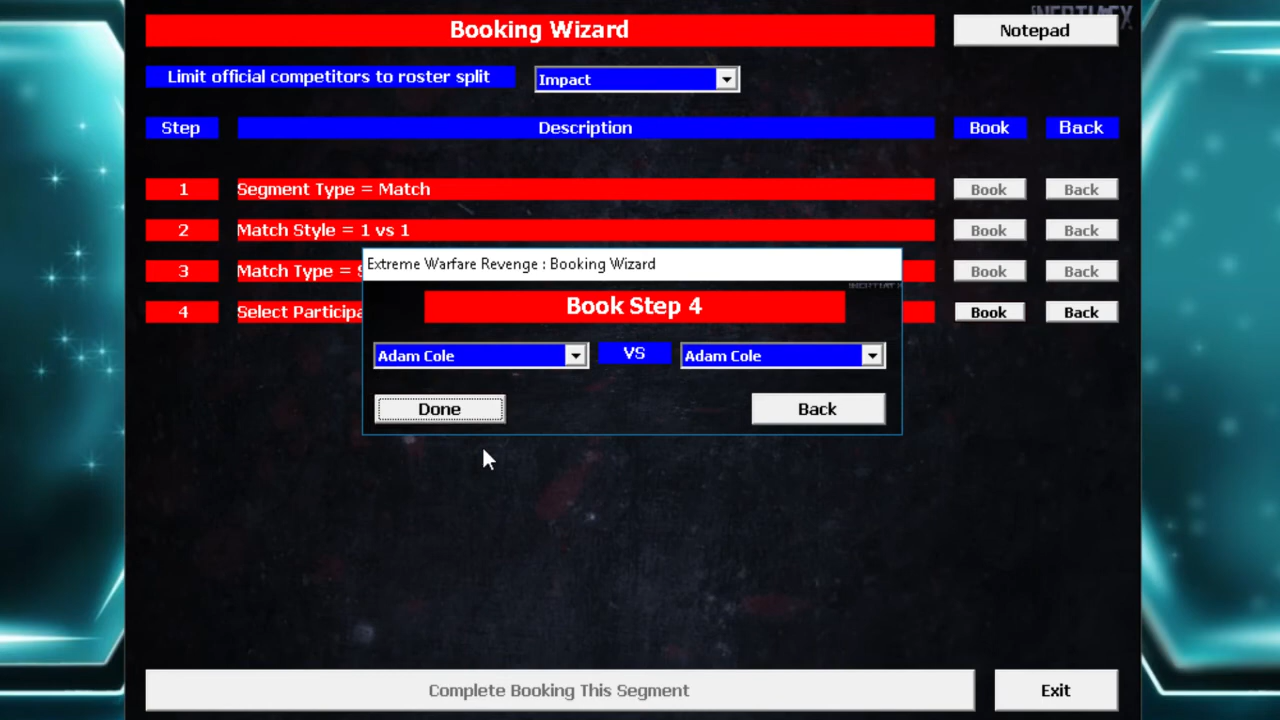 Booking Wizard
Notepad
Limit official competitors to roster split
Impact
Step Description Book Back
1 Segment Type = Match Book Back
2 Match Style = 1 vs 1 Book Back
Extreme Warfare Revenge : Booking Wizard
3 Match Type = Book Back
Book Step 4
4 Select Participa Book Back
Adam Cole VS Adam Cole
Done Back
Complete Booking This Segment Exit